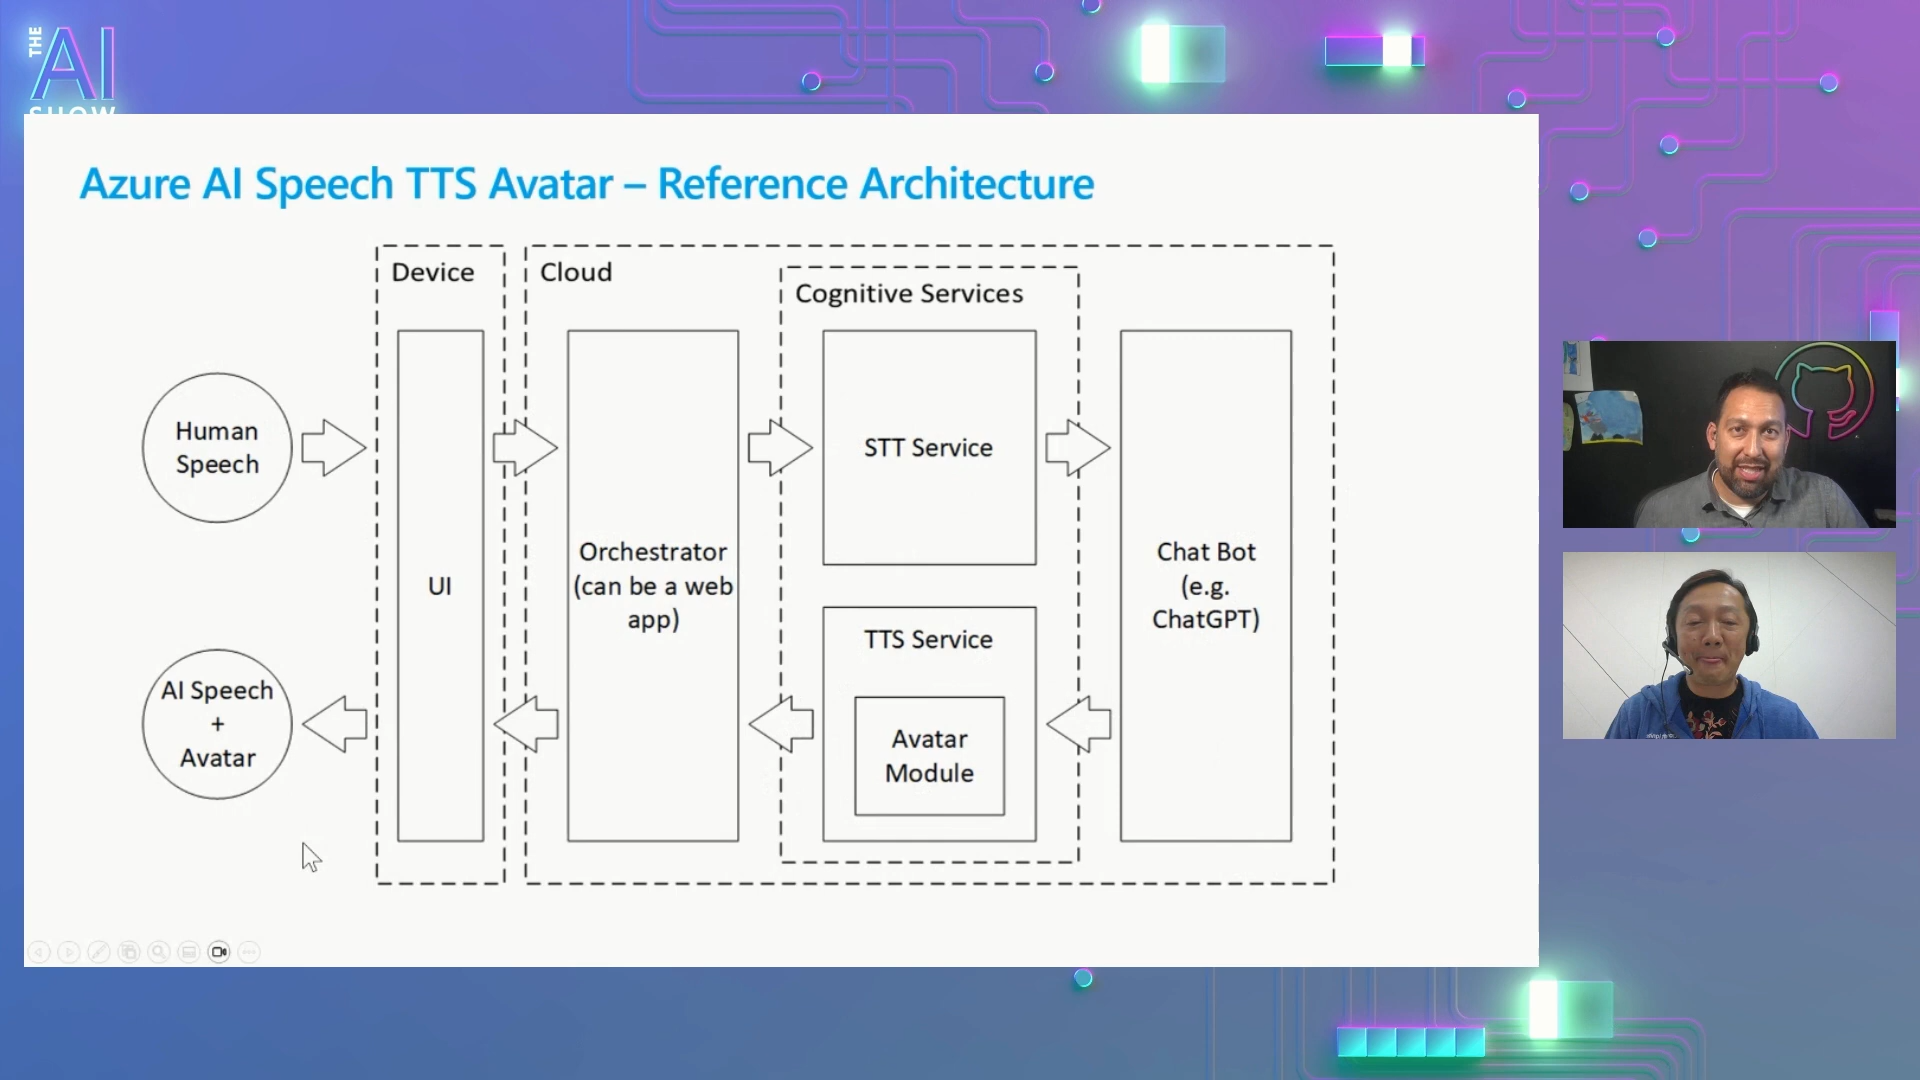 THE
AI
SHOW
Azure AI Speech TTS Avatar – Reference Architecture
Device
Cloud
Cognitive Services
Human
Speech
STT Service
UI
Orchestrator
(can be a web
app)
Chat Bot
(e.g.
ChatGPT)
TTS Service
AI Speech
+
Avatar
Avatar
Module